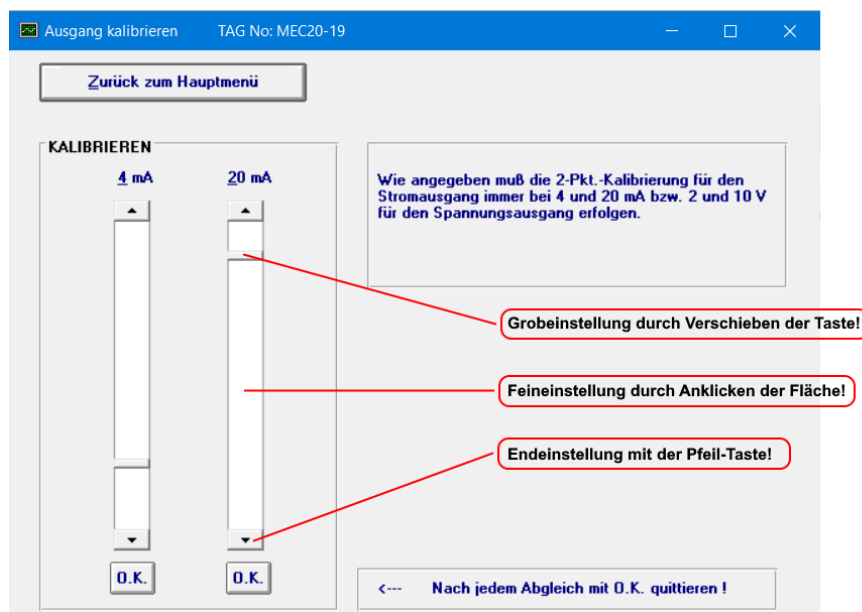 Ausgang kalibrieren TAG No: MEC20-19
Zurück zum Hauptmenü
KALIBRIEREN
4 mA 20 mA
Wie angegeben muß die 2-Pkt.-Kalibrierung für den
Stromausgang immer bei 4 und 20 mA bzw. 2 und 10 V
für den Spannungsausgang erfolgen.
Grobeinstellung durch Verschieben der Taste!
Feineinstellung durch Anklicken der Fläche!
Endeinstellung mit der Pfeil-Taste!
O.K. O.K.
<--- Nach jedem Abgleich mit O.K. quittieren !